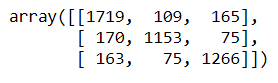 array([[1719,  109,  165],
       [ 170, 1153,   75],
       [ 163,   75, 1266]])